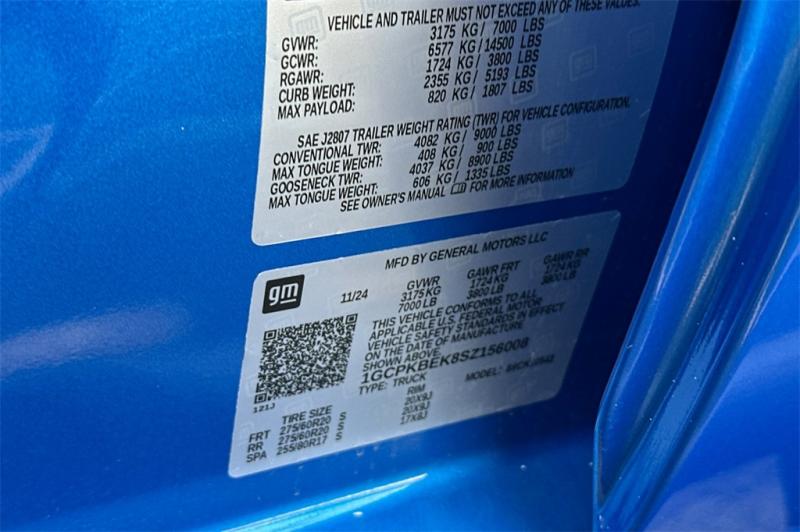 VEHICLE AND TRAILER MUST NOT EXCEED ANY OF THESE VALUES.
GVWR: 3175 KG / 7000 LBS
GCWR: 6577 KG / 14500 LBS
RGAWR: 1724 KG / 3800 LBS
CURB WEIGHT: 2355 KG / 5193 LBS
MAX PAYLOAD: 820 KG / 1807 LBS
SAE J2807 TRAILER WEIGHT RATING (TWR) FOR VEHICLE CONFIGURATION.
CONVENTIONAL TWR: 4082 KG / 9000 LBS
MAX TONGUE WEIGHT: 408 KG / 900 LBS
GOOSENECK TWR: 4037 KG / 8900 LBS
MAX TONGUE WEIGHT: 606 KG / 1335 LBS
SEE OWNER'S MANUAL FOR MORE INFORMATION
MFD BY GENERAL MOTORS LLC
gm 11/24 GVWR GAWR FRT GAWR RR
3175 KG 1724 KG 1724 KG
7000 LB 3800 LB 3800 LB
THIS VEHICLE CONFORMS TO ALL
APPLICABLE U.S. FEDERAL MOTOR
VEHICLE SAFETY STANDARDS IN EFFECT
ON THE DATE OF MANUFACTURE
SHOWN ABOVE.
1GCPKBEK8SZ156008
TYPE: TRUCK MODEL:
121J
TIRE SIZE RIM
FRT 275/60R20 S 20X9J
RR 275/60R20 S 20X9J
SPA 255/80R17 S 17X8J